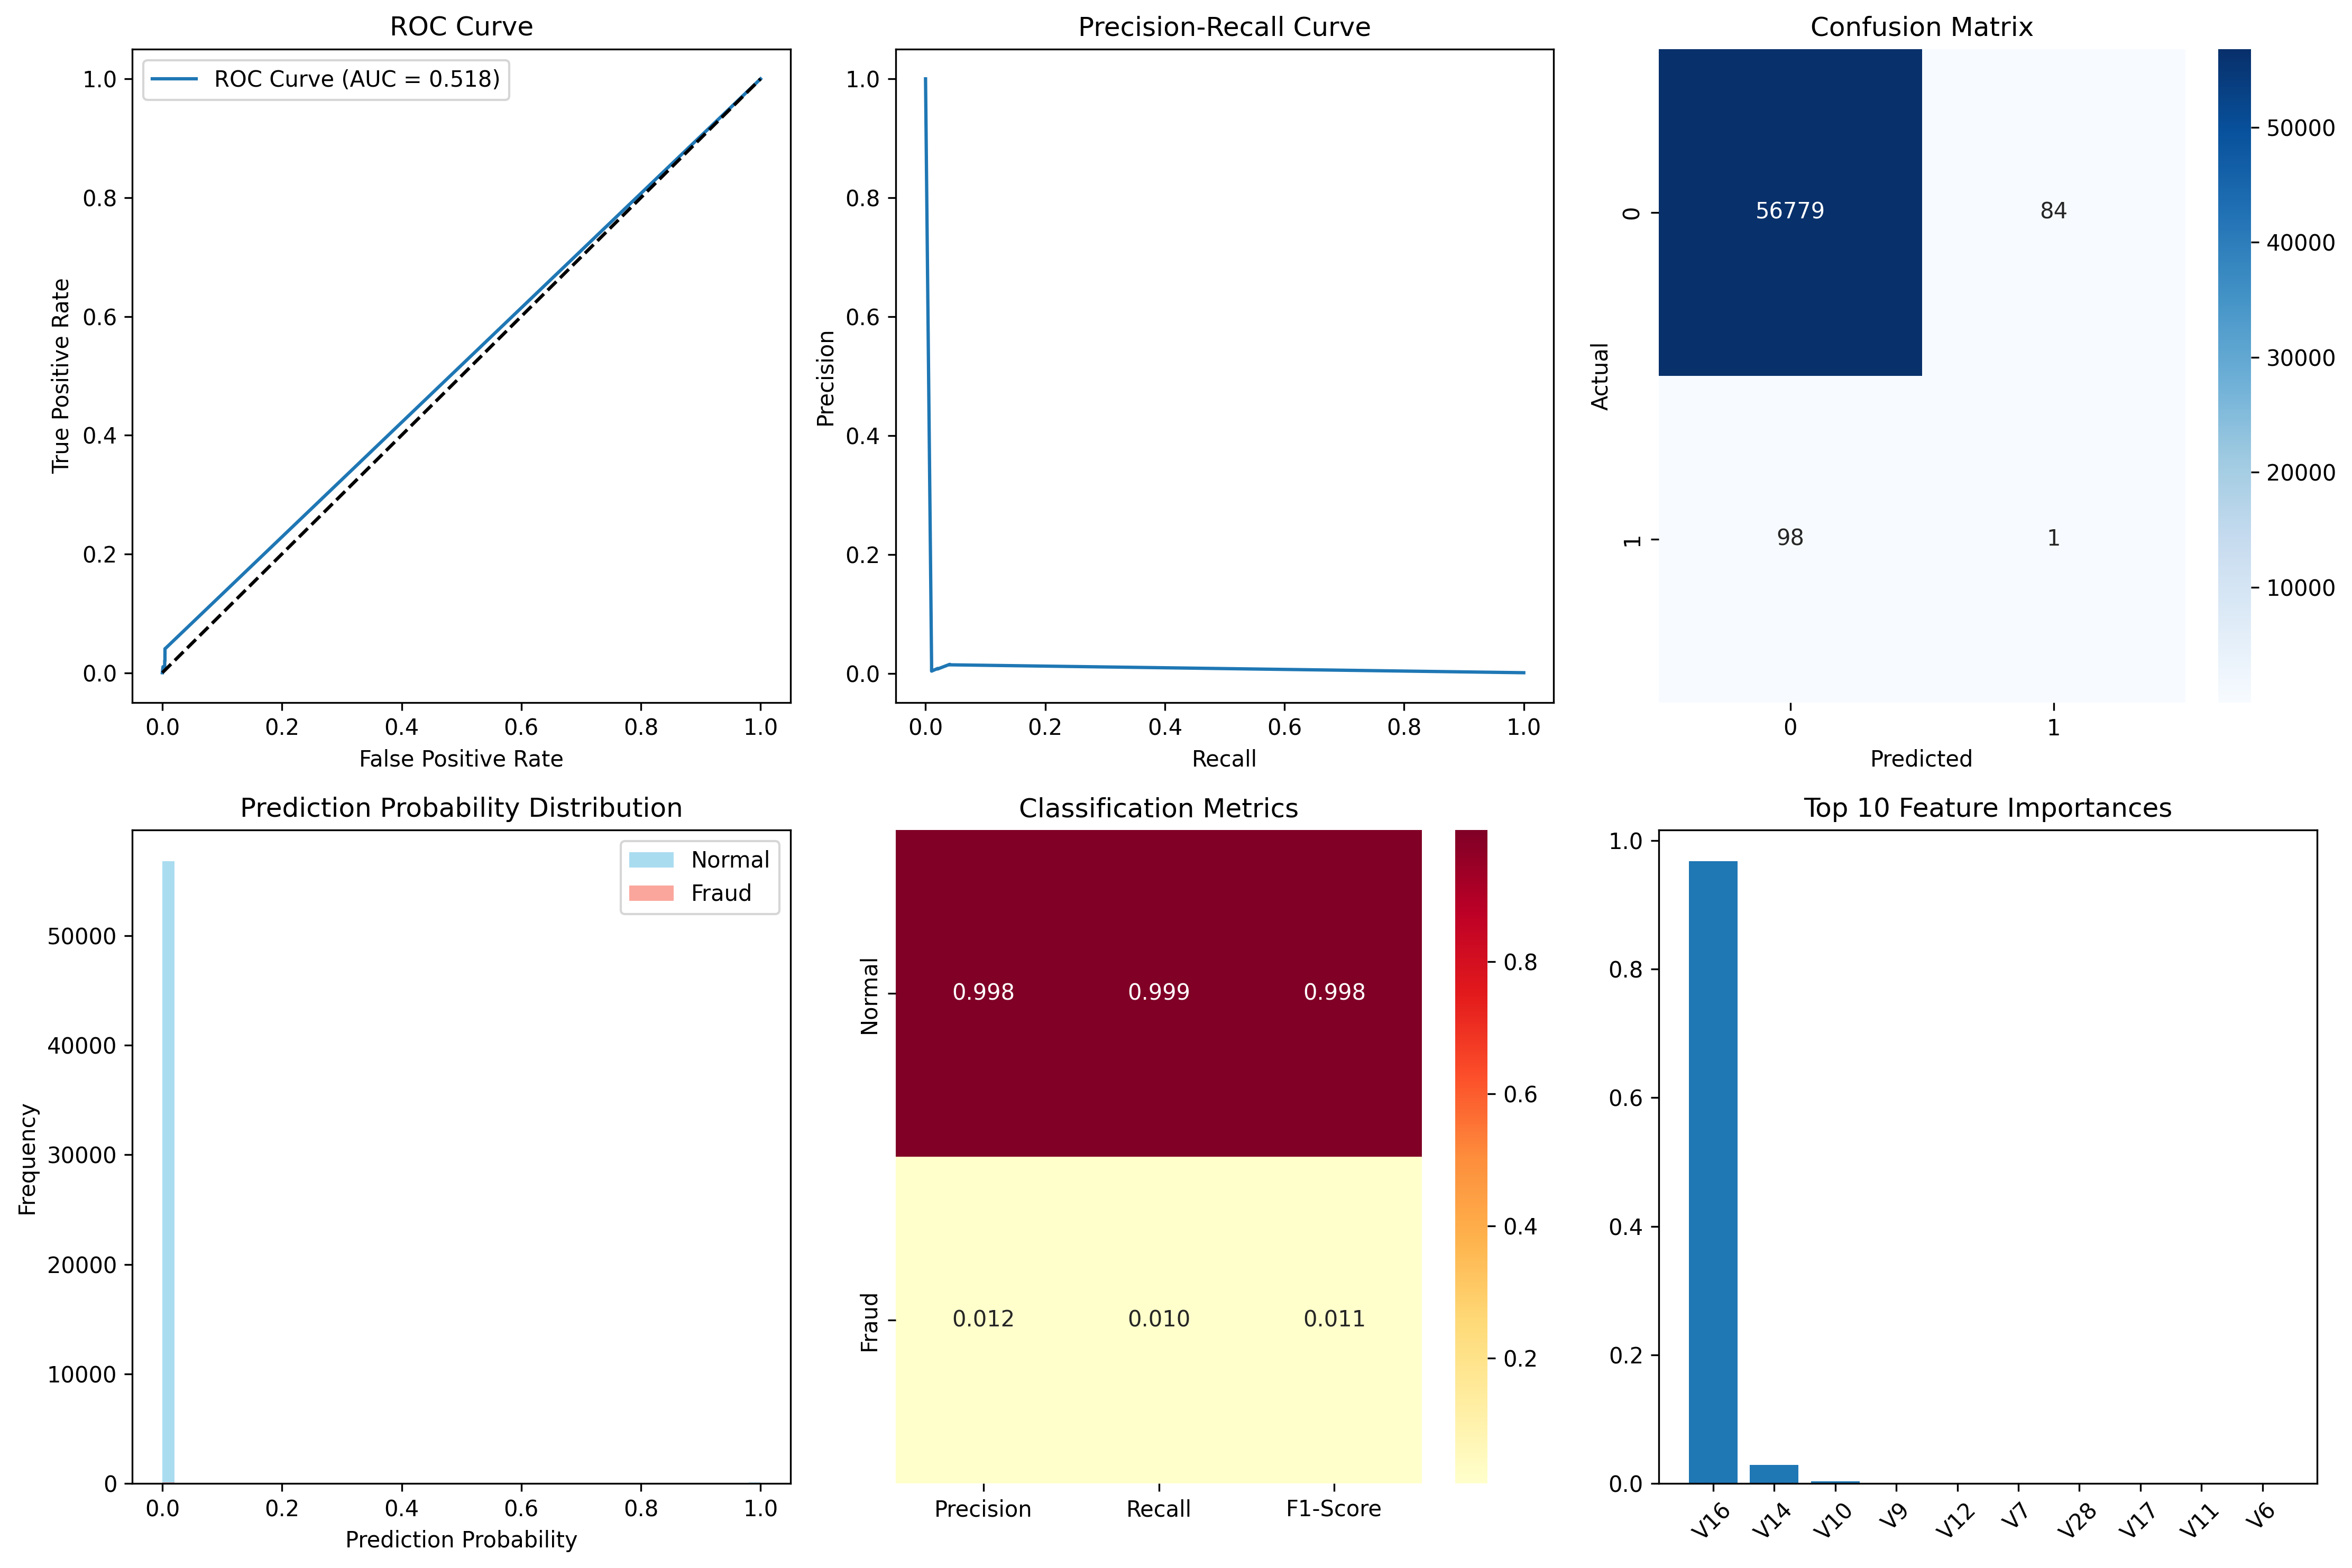 ROC Curve
ROC Curve (AUC = 0.518)
1.0
0.8
0.6
0.4
0.2
0.0
True Positive Rate
0.0 0.2 0.4 0.6 0.8 1.0
False Positive Rate
Precision-Recall Curve
1.0
0.8
0.6
0.4
0.2
0.0
Precision
0.0 0.2 0.4 0.6 0.8 1.0
Recall
Confusion Matrix
Actual
0
1
56779 84
98 1
0 1
Predicted
50000
40000
30000
20000
10000
Prediction Probability Distribution
Normal
Fraud
50000
40000
30000
20000
10000
0
Frequency
0.0 0.2 0.4 0.6 0.8 1.0
Prediction Probability
Classification Metrics
Normal
Fraud
0.998 0.999 0.998
0.012 0.010 0.011
Precision Recall F1-Score
0.8
0.6
0.4
0.2
Top 10 Feature Importances
1.0
0.8
0.6
0.4
0.2
0.0
V16 V14 V10 V9 V12 V7 V28 V17 V11 V6